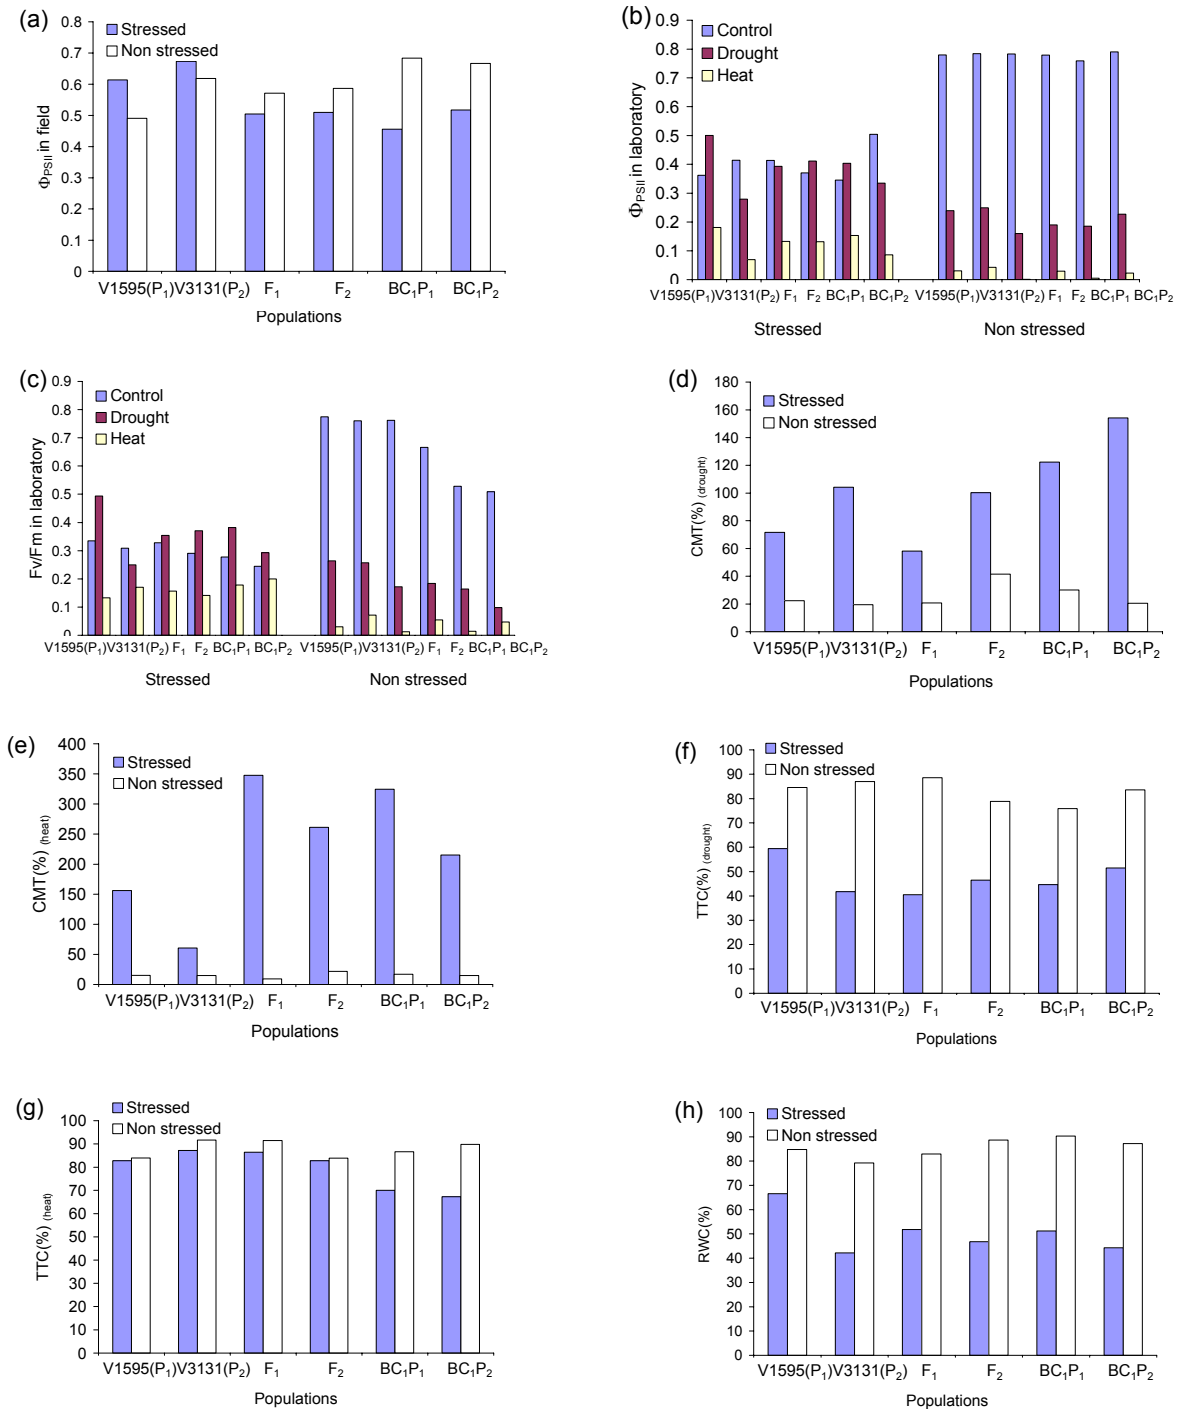 (a)
0.8
0.7
0.6
0.5
0.4
0.3
0.2
0.1
0
ΦPSII in field
Stressed
Non stressed
V1595(P1) V3131(P2) F1 F2 BC1P1 BC1P2
Populations
(b)
0.9
0.8
0.7
0.6
0.5
0.4
0.3
0.2
0.1
0
ΦPSII in laboratory
Control
Drought
Heat
V1595(P1) V3131(P2) F1 F2 BC1P1 BC1P2 V1595(P1) V3131(P2) F1 F2 BC1P1 BC1P2
Stressed Non stressed
(c)
0.9
0.8
0.7
0.6
0.5
0.4
0.3
0.2
0.1
0
Fv/Fm in laboratory
Control
Drought
Heat
V1595(P1) V3131(P2) F1 F2 BC1P1 BC1P2 V1595(P1) V3131(P2) F1 F2 BC1P1 BC1P2
Stressed Non stressed
(d)
180
160
140
120
100
80
60
40
20
0
CMT(%) (drought)
Stressed
Non stressed
V1595(P1) V3131(P2) F1 F2 BC1P1 BC1P2
Populations
(e)
400
350
300
250
200
150
100
50
0
CMT(%) (heat)
Stressed
Non stressed
V1595(P1) V3131(P2) F1 F2 BC1P1 BC1P2
Populations
(f)
100
90
80
70
60
50
40
30
20
10
0
TTC(%) (drought)
Stressed
Non stressed
V1595(P1) V3131(P2) F1 F2 BC1P1 BC1P2
Populations
(g)
100
90
80
70
60
50
40
30
20
10
0
TTC(%) (heat)
Stressed
Non stressed
V1595(P1) V3131(P2) F1 F2 BC1P1 BC1P2
Populations
(h)
100
90
80
70
60
50
40
30
20
10
0
RWC(%)
Stressed
Non stressed
V1595(P1) V3131(P2) F1 F2 BC1P1 BC1P2
Populations